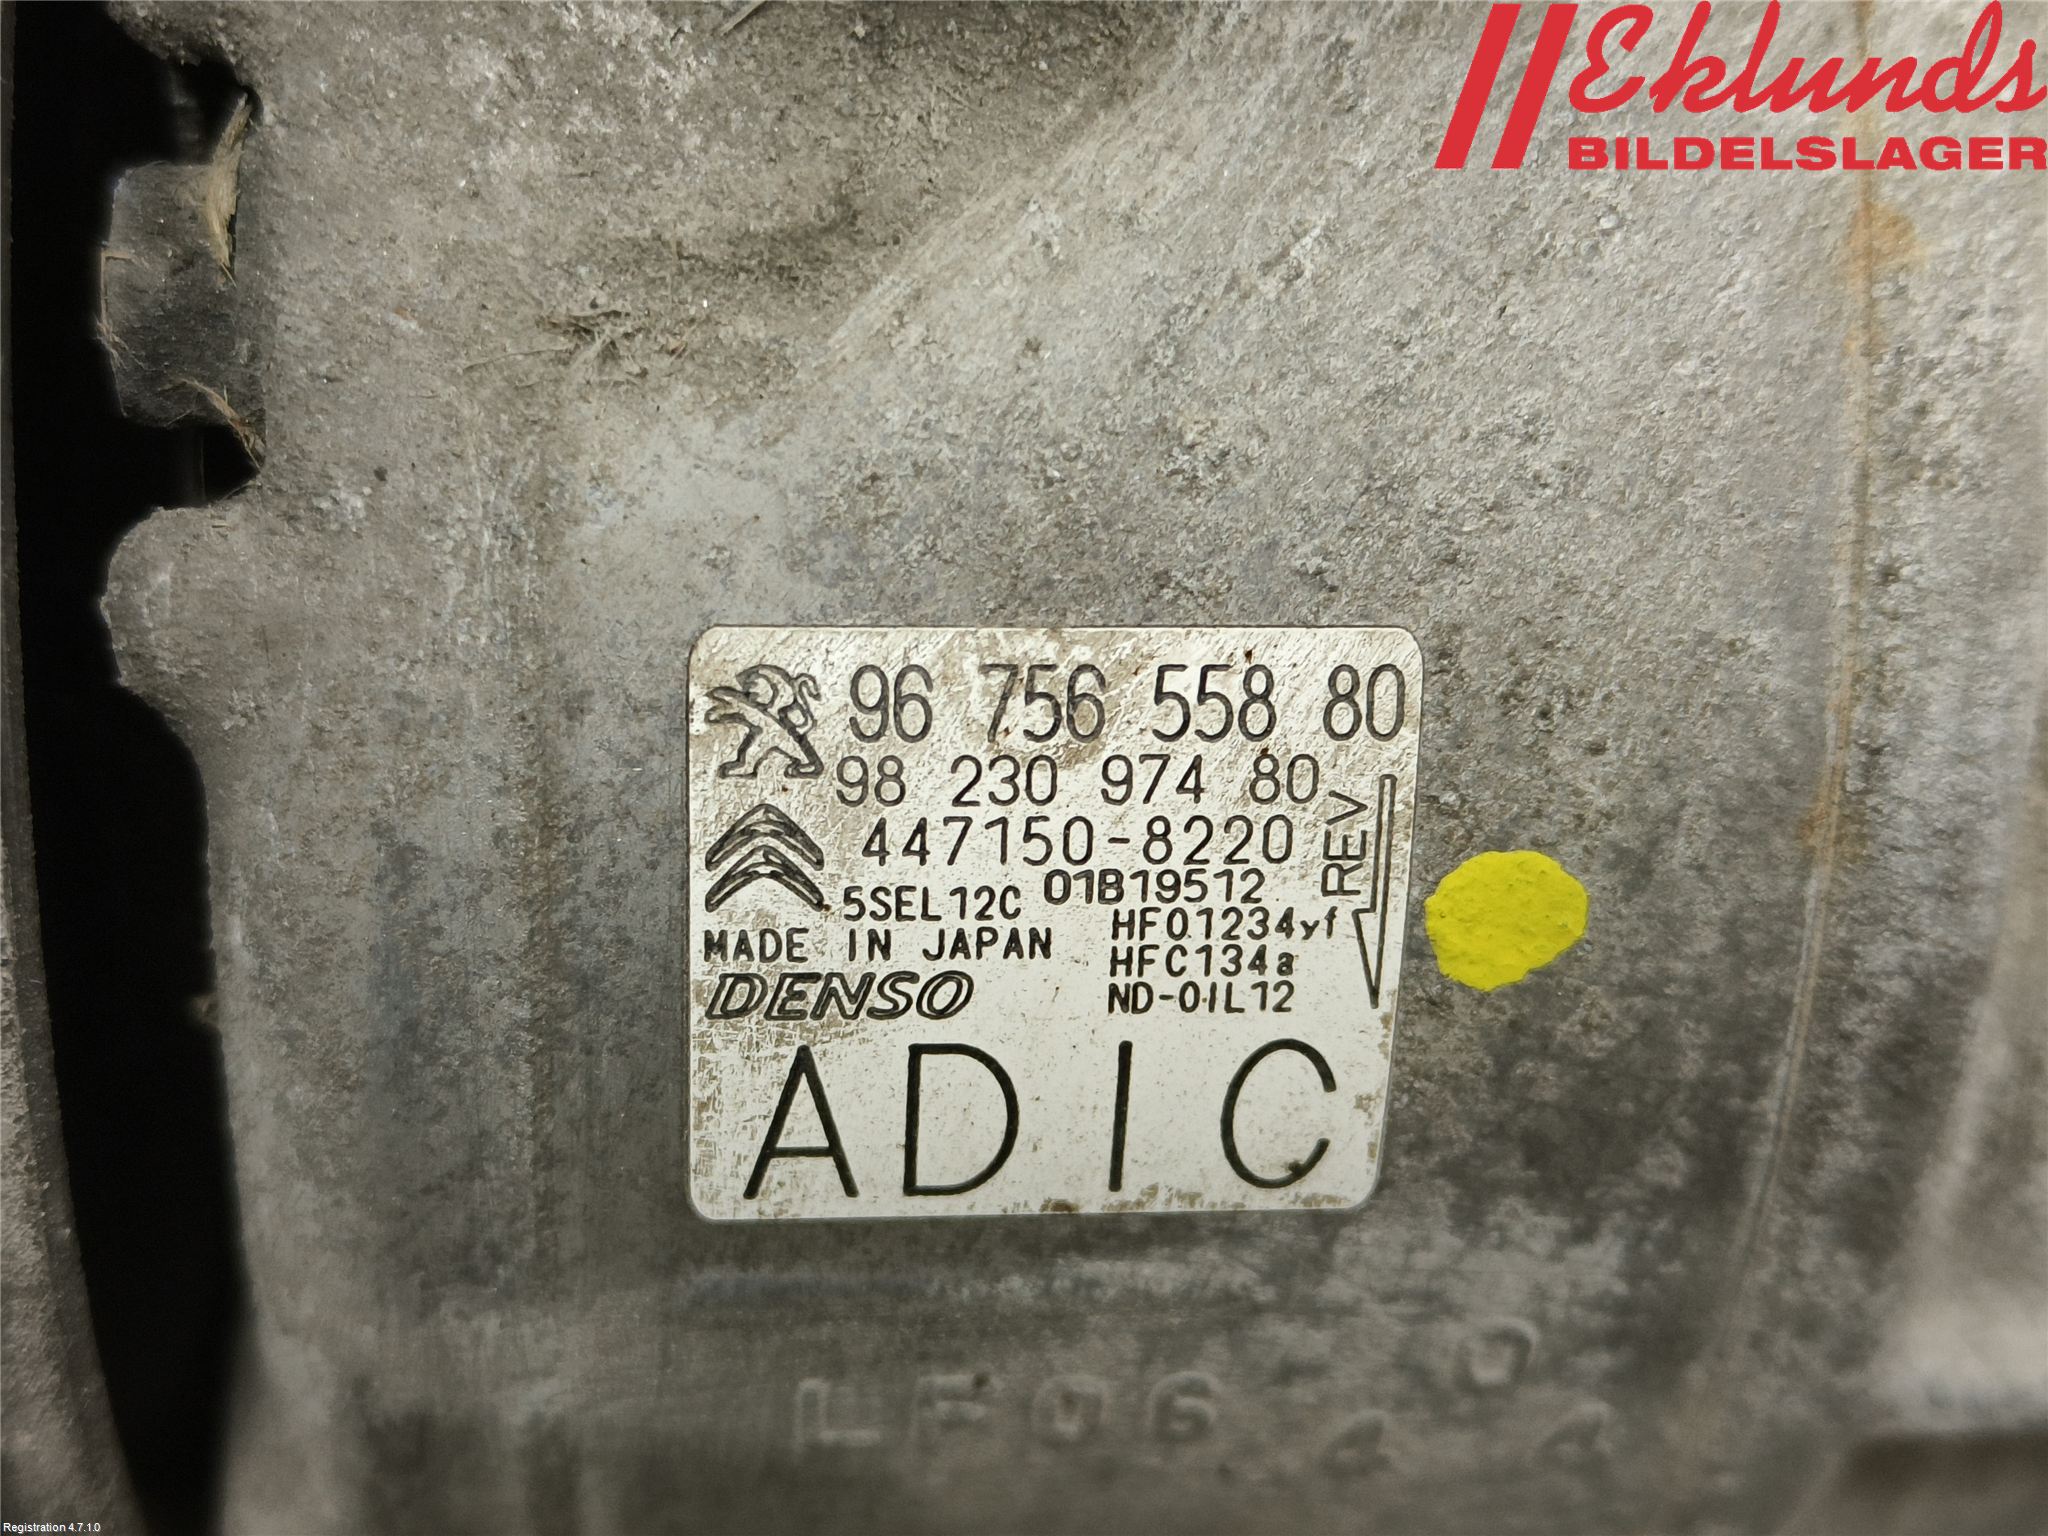 Eklunds
BILDELSLAGER
96 756 558 80
98 230 974 80
447150-8220
REV
5SEL12C 01B19512
HFO1234yf
MADE IN JAPAN
HFC134a
DENSO
ND-OIL12
ADIC
LF06
Registration 4.7.1.0